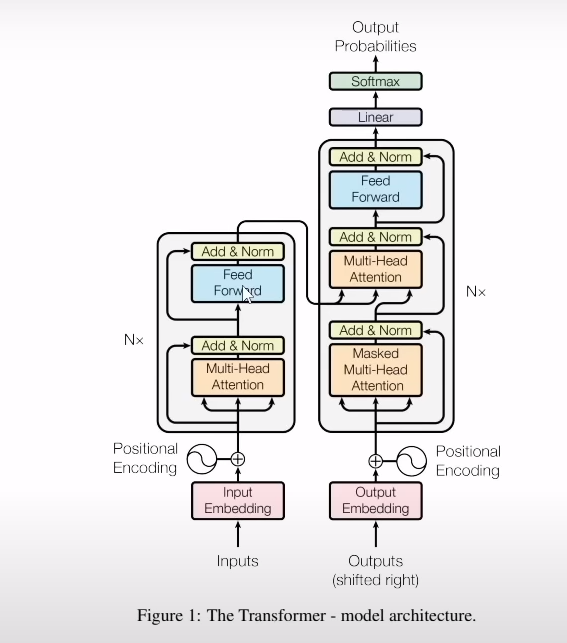 Output
Probabilities
Softmax
Linear
Add & Norm
Feed
Forward
Add & Norm
Multi-Head
Attention
Add & Norm
Masked
Multi-Head
Attention
N×
Add & Norm
Feed
Forward
Add & Norm
Multi-Head
Attention
N×
Positional
Encoding
Positional
Encoding
Input
Embedding
Output
Embedding
Inputs
Outputs
(shifted right)
Figure 1: The Transformer - model architecture.